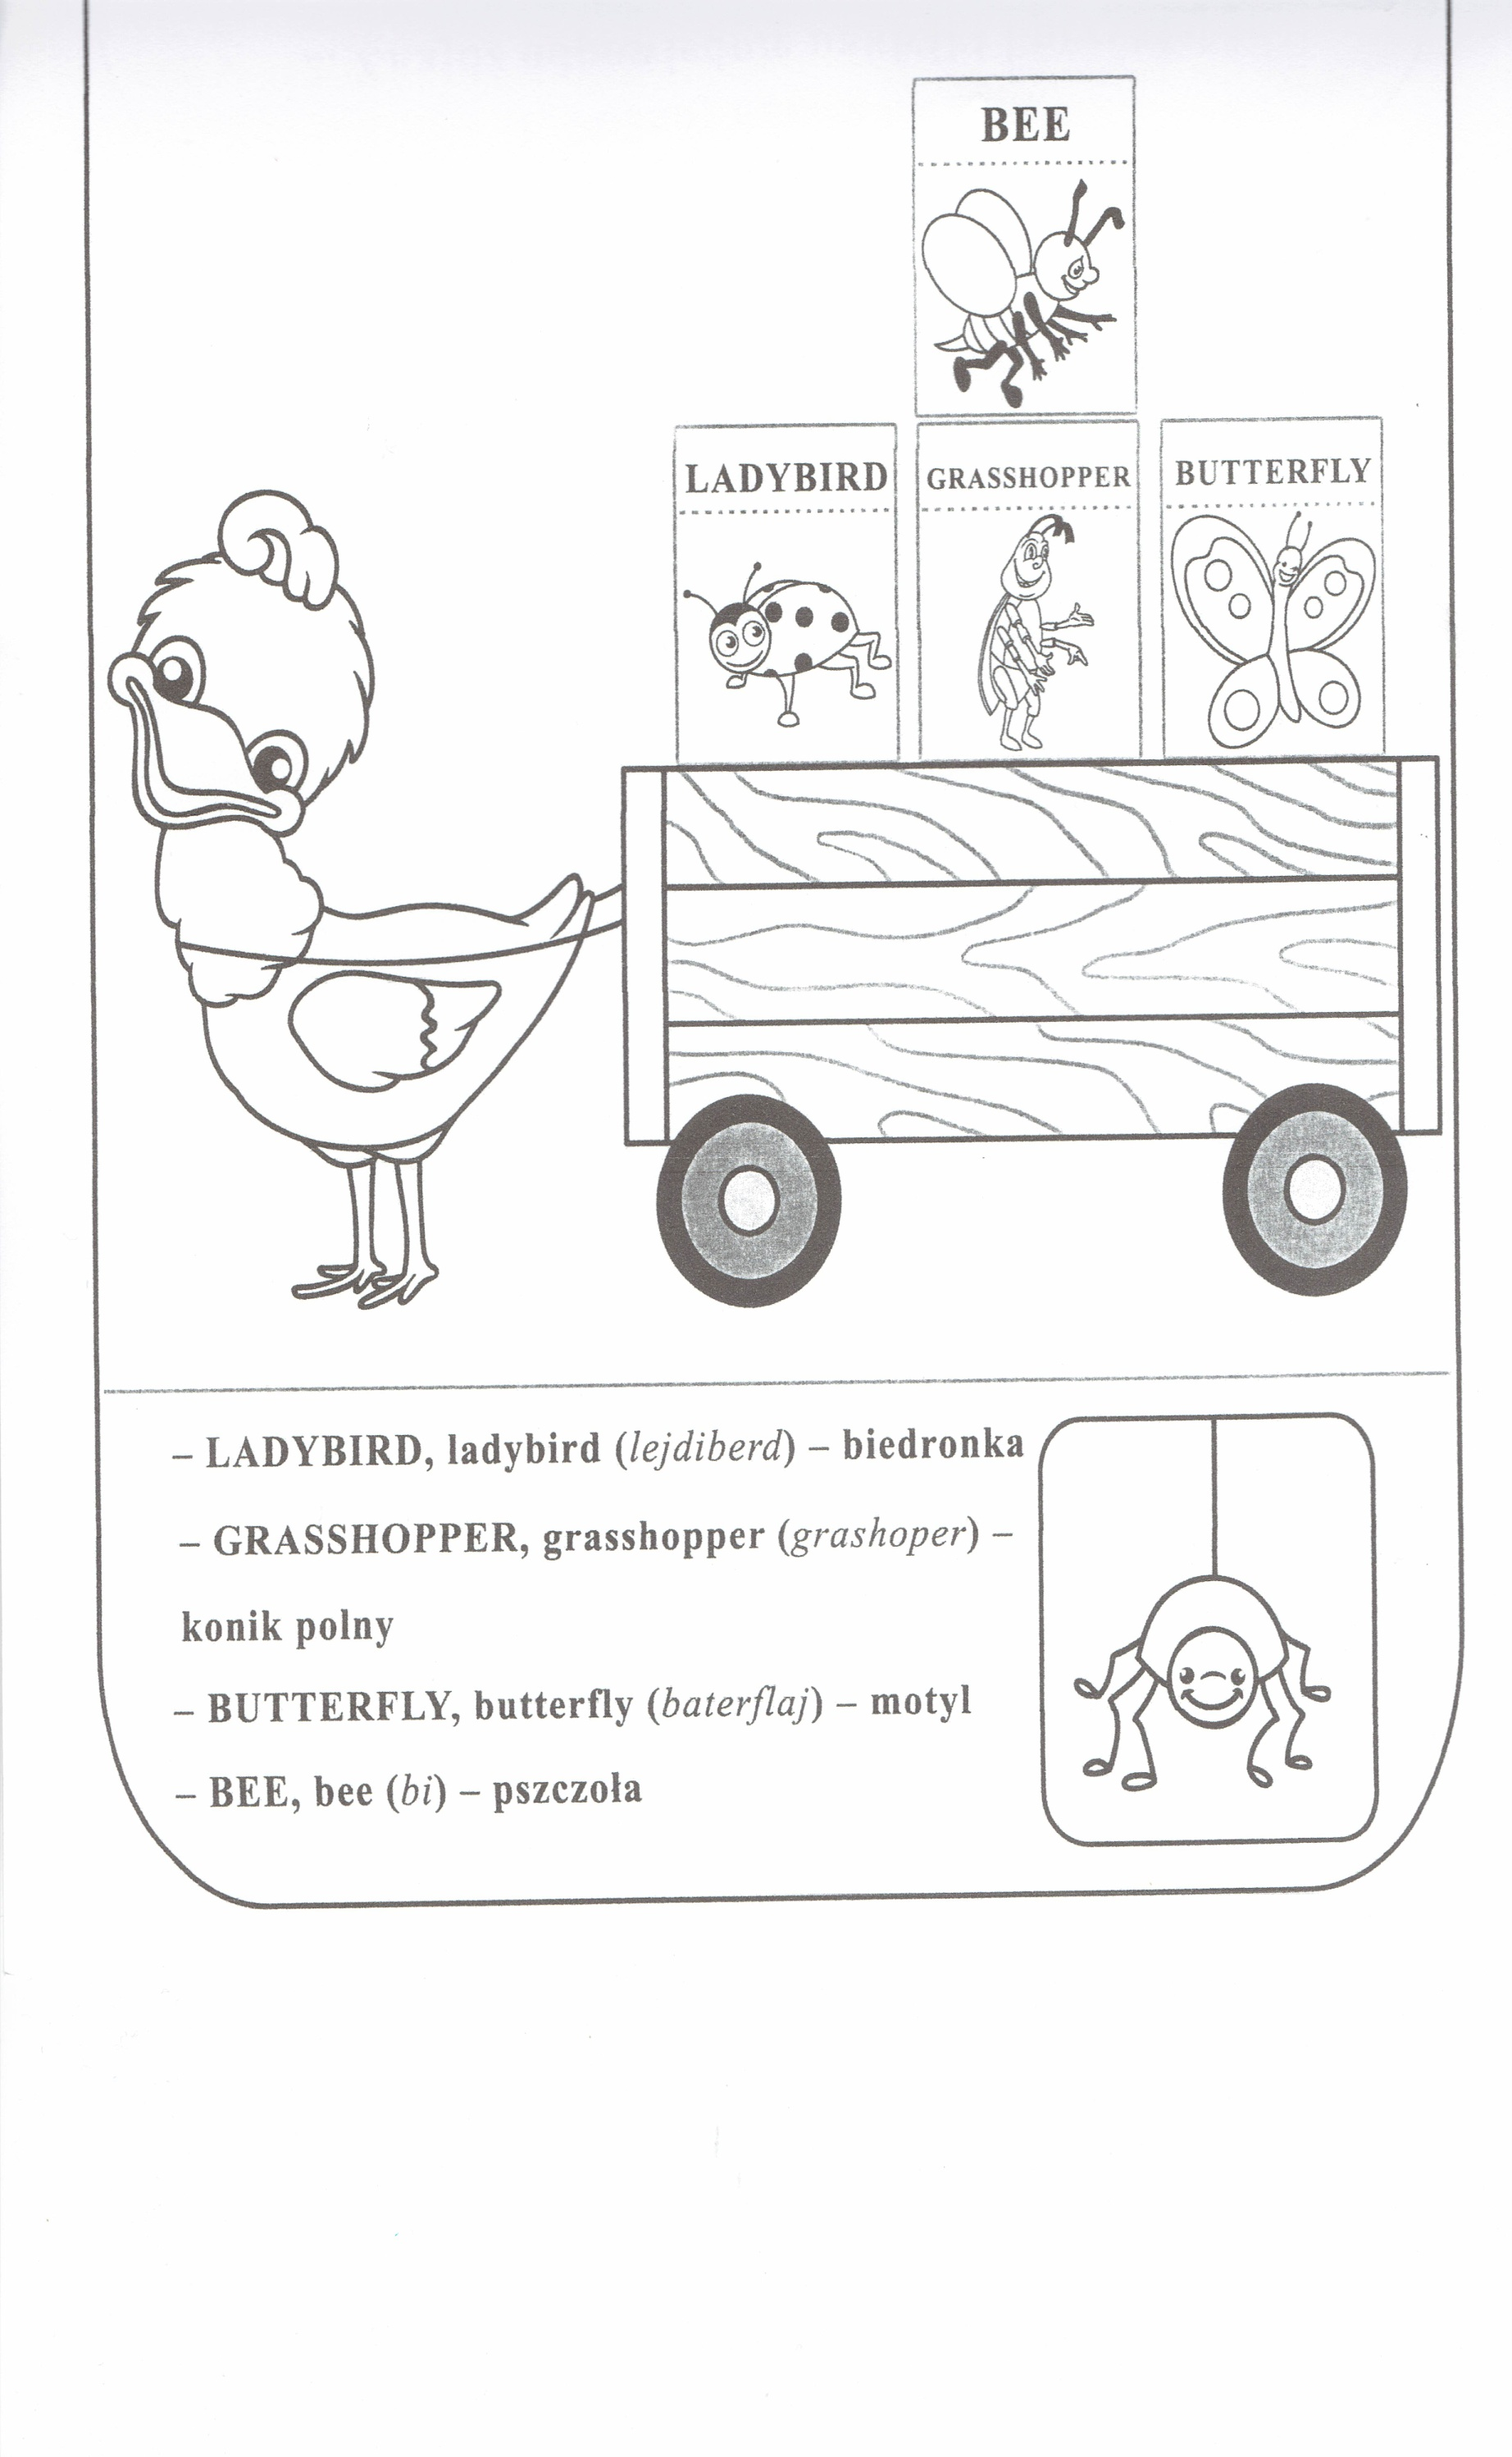 BEE
LADYBIRD
GRASSHOPPER
BUTTERFLY
– LADYBIRD, ladybird (lejdiberd) – biedronka
– GRASSHOPPER, grasshopper (grashoper) –
konik polny
– BUTTERFLY, butterfly (baterflaj) – motyl
– BEE, bee (bi) – pszczoła